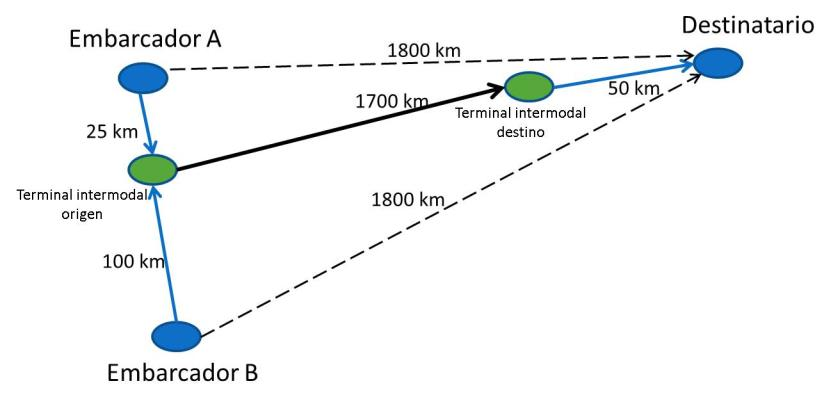 Destinatario
Embarcador A
1800 km
50 km
1700 km
Terminal intermodal
destino
25 km
Terminal intermodal
origen
1800 km
100 km
Embarcador B